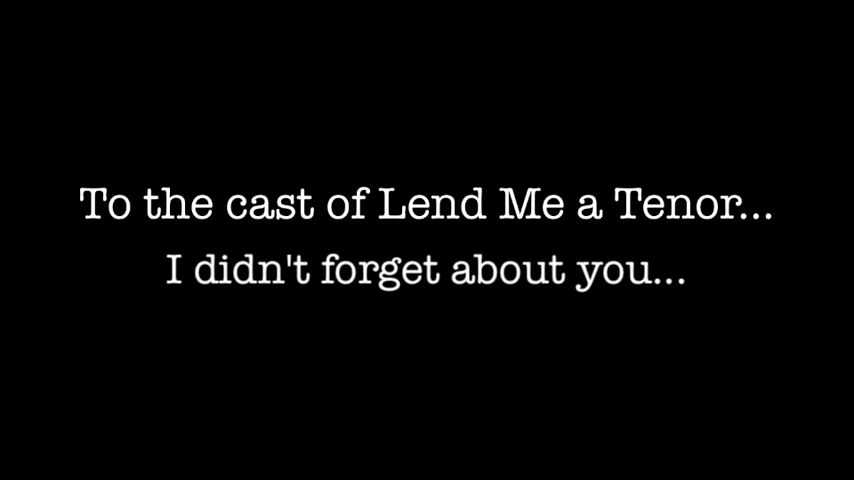 To the cast of Lend Me a Tenor...
I didn't forget about you...